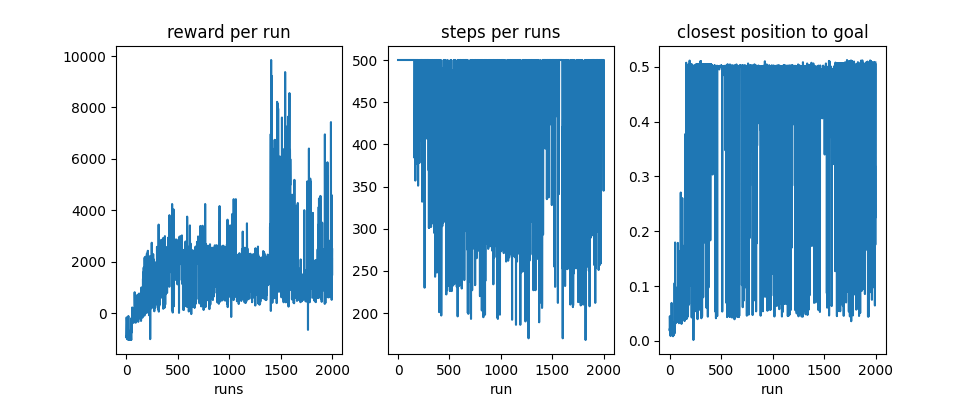 reward per run
10000
8000
6000
4000
2000
0
0 500 1000 1500 2000
runs
steps per runs
500
450
400
350
300
250
200
0 500 1000 1500 2000
run
closest position to goal
0.5
0.4
0.3
0.2
0.1
0.0
0 500 1000 1500 2000
run